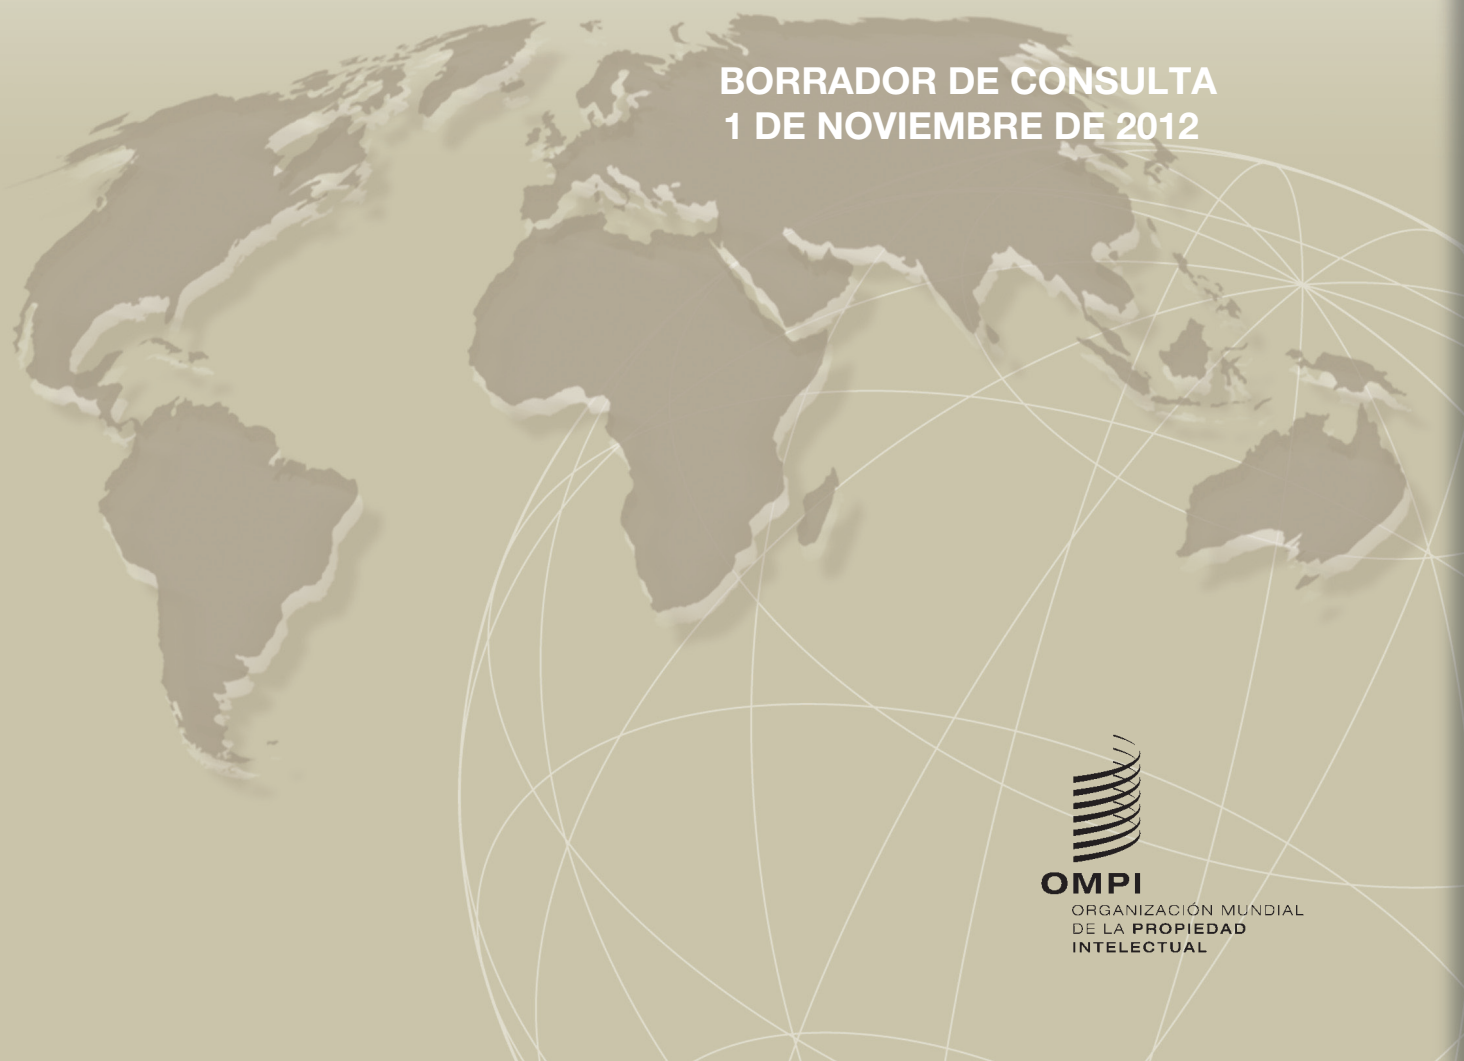 BORRADOR DE CONSULTA
1 DE NOVIEMBRE DE 2012
OMPI
ORGANIZACIÓN MUNDIAL
DE LA PROPIEDAD
INTELECTUAL